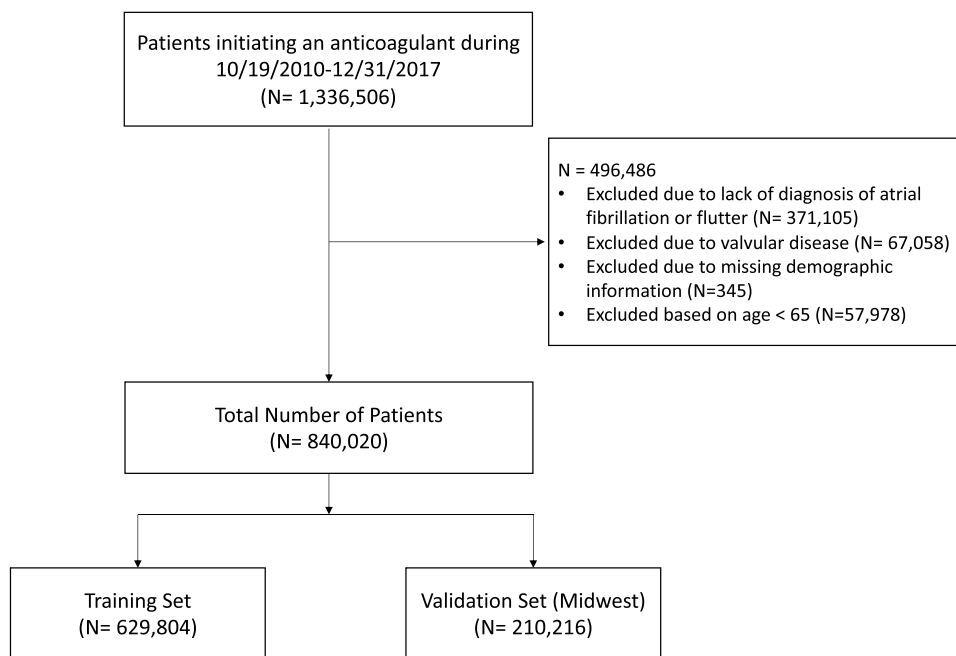 Patients initiating an anticoagulant during
10/19/2010-12/31/2017
(N= 1,336,506)
N = 496,486
• Excluded due to lack of diagnosis of atrial
fibrillation or flutter (N= 371,105)
• Excluded due to valvular disease (N= 67,058)
• Excluded due to missing demographic
information (N=345)
• Excluded based on age < 65 (N=57,978)
Total Number of Patients
(N= 840,020)
Training Set
(N= 629,804)
Validation Set (Midwest)
(N= 210,216)